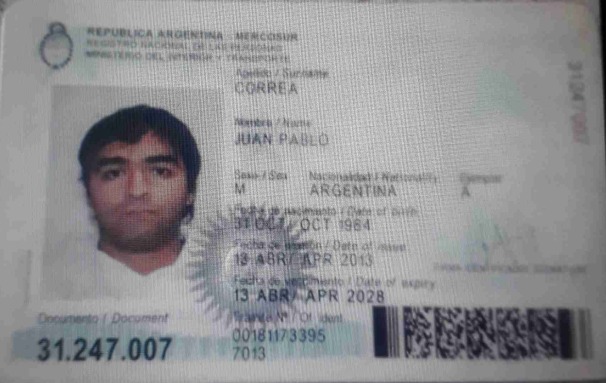 REPUBLICA ARGENTINA - MERCOSUR
REGISTRO NACIONAL DE LAS PERSONAS
MINISTERIO DEL INTERIOR Y TRANSPORTE
Apellido / Surname
CORREA
Nombre / Name
JUAN PABLO
Sexo / Sex Nacionalidad / Nationality Ejemplar
M ARGENTINA A
Fecha de nacimiento / Date of birth
31 OCT/ OCT 1984
Fecha de emisión / Date of issue
13 ABR/ APR 2013
Fecha de vencimiento / Date of expiry
13 ABR/ APR 2028
FIRMA IDENTIFICADO / SIGNATURE
Documento / Document
31.247.007
Trámite Nº / Of. Ident.
00181173395
7013
31247007